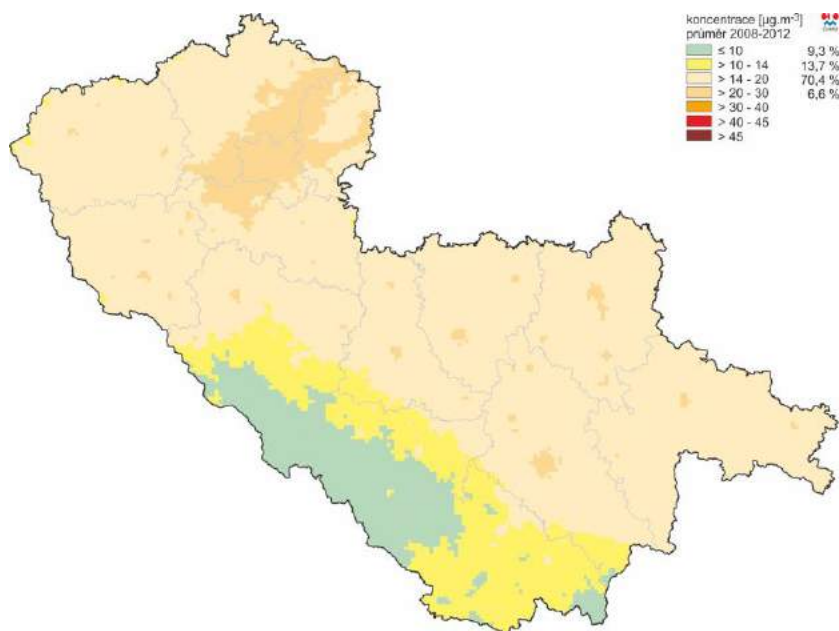 koncentrace [µg.m⁻³]
průměr 2008-2012
≤ 10 9,3 %
> 10 - 14 13,7 %
> 14 - 20 70,4 %
> 20 - 30 6,6 %
> 30 - 40
> 40 - 45
> 45